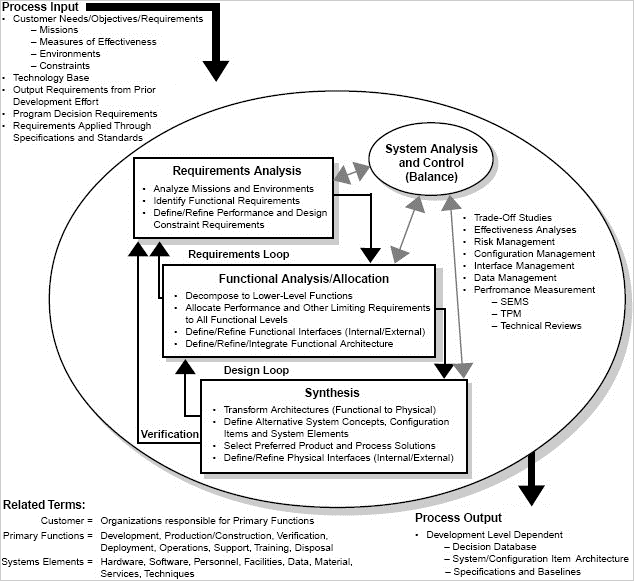 Process Input
• Customer Needs/Objectives/Requirements
– Missions
– Measures of Effectiveness
– Environments
– Constraints
• Technology Base
• Output Requirements from Prior
Development Effort
• Program Decision Requirements
• Requirements Applied Through
Specifications and Standards
System Analysis
and Control
(Balance)
Requirements Analysis
• Analyze Missions and Environments
• Identify Functional Requirements
• Define/Refine Performance and Design
Constraint Requirements
• Trade-Off Studies
• Effectiveness Analyses
• Risk Management
• Configuration Management
• Interface Management
• Data Management
• Perfromance Measurement
– SEMS
– TPM
– Technical Reviews
Requirements Loop
Functional Analysis/Allocation
• Decompose to Lower-Level Functions
• Allocate Performance and Other Limiting Requirements
to All Functional Levels
• Define/Refine Functional Interfaces (Internal/External)
• Define/Refine/Integrate Functional Architecture
Design Loop
Synthesis
• Transform Architectures (Functional to Physical)
• Define Alternative System Concepts, Configuration
Items and System Elements
• Select Preferred Product and Process Solutions
• Define/Refine Physical Interfaces (Internal/External)
Verification
Related Terms:
Customer = Organizations responsible for Primary Functions
Primary Functions = Development, Production/Construction, Verification,
Deployment, Operations, Support, Training, Disposal
Systems Elements = Hardware, Software, Personnel, Facilities, Data, Material,
Services, Techniques
Process Output
• Development Level Dependent
– Decision Database
– System/Configuration Item Architecture
– Specifications and Baselines